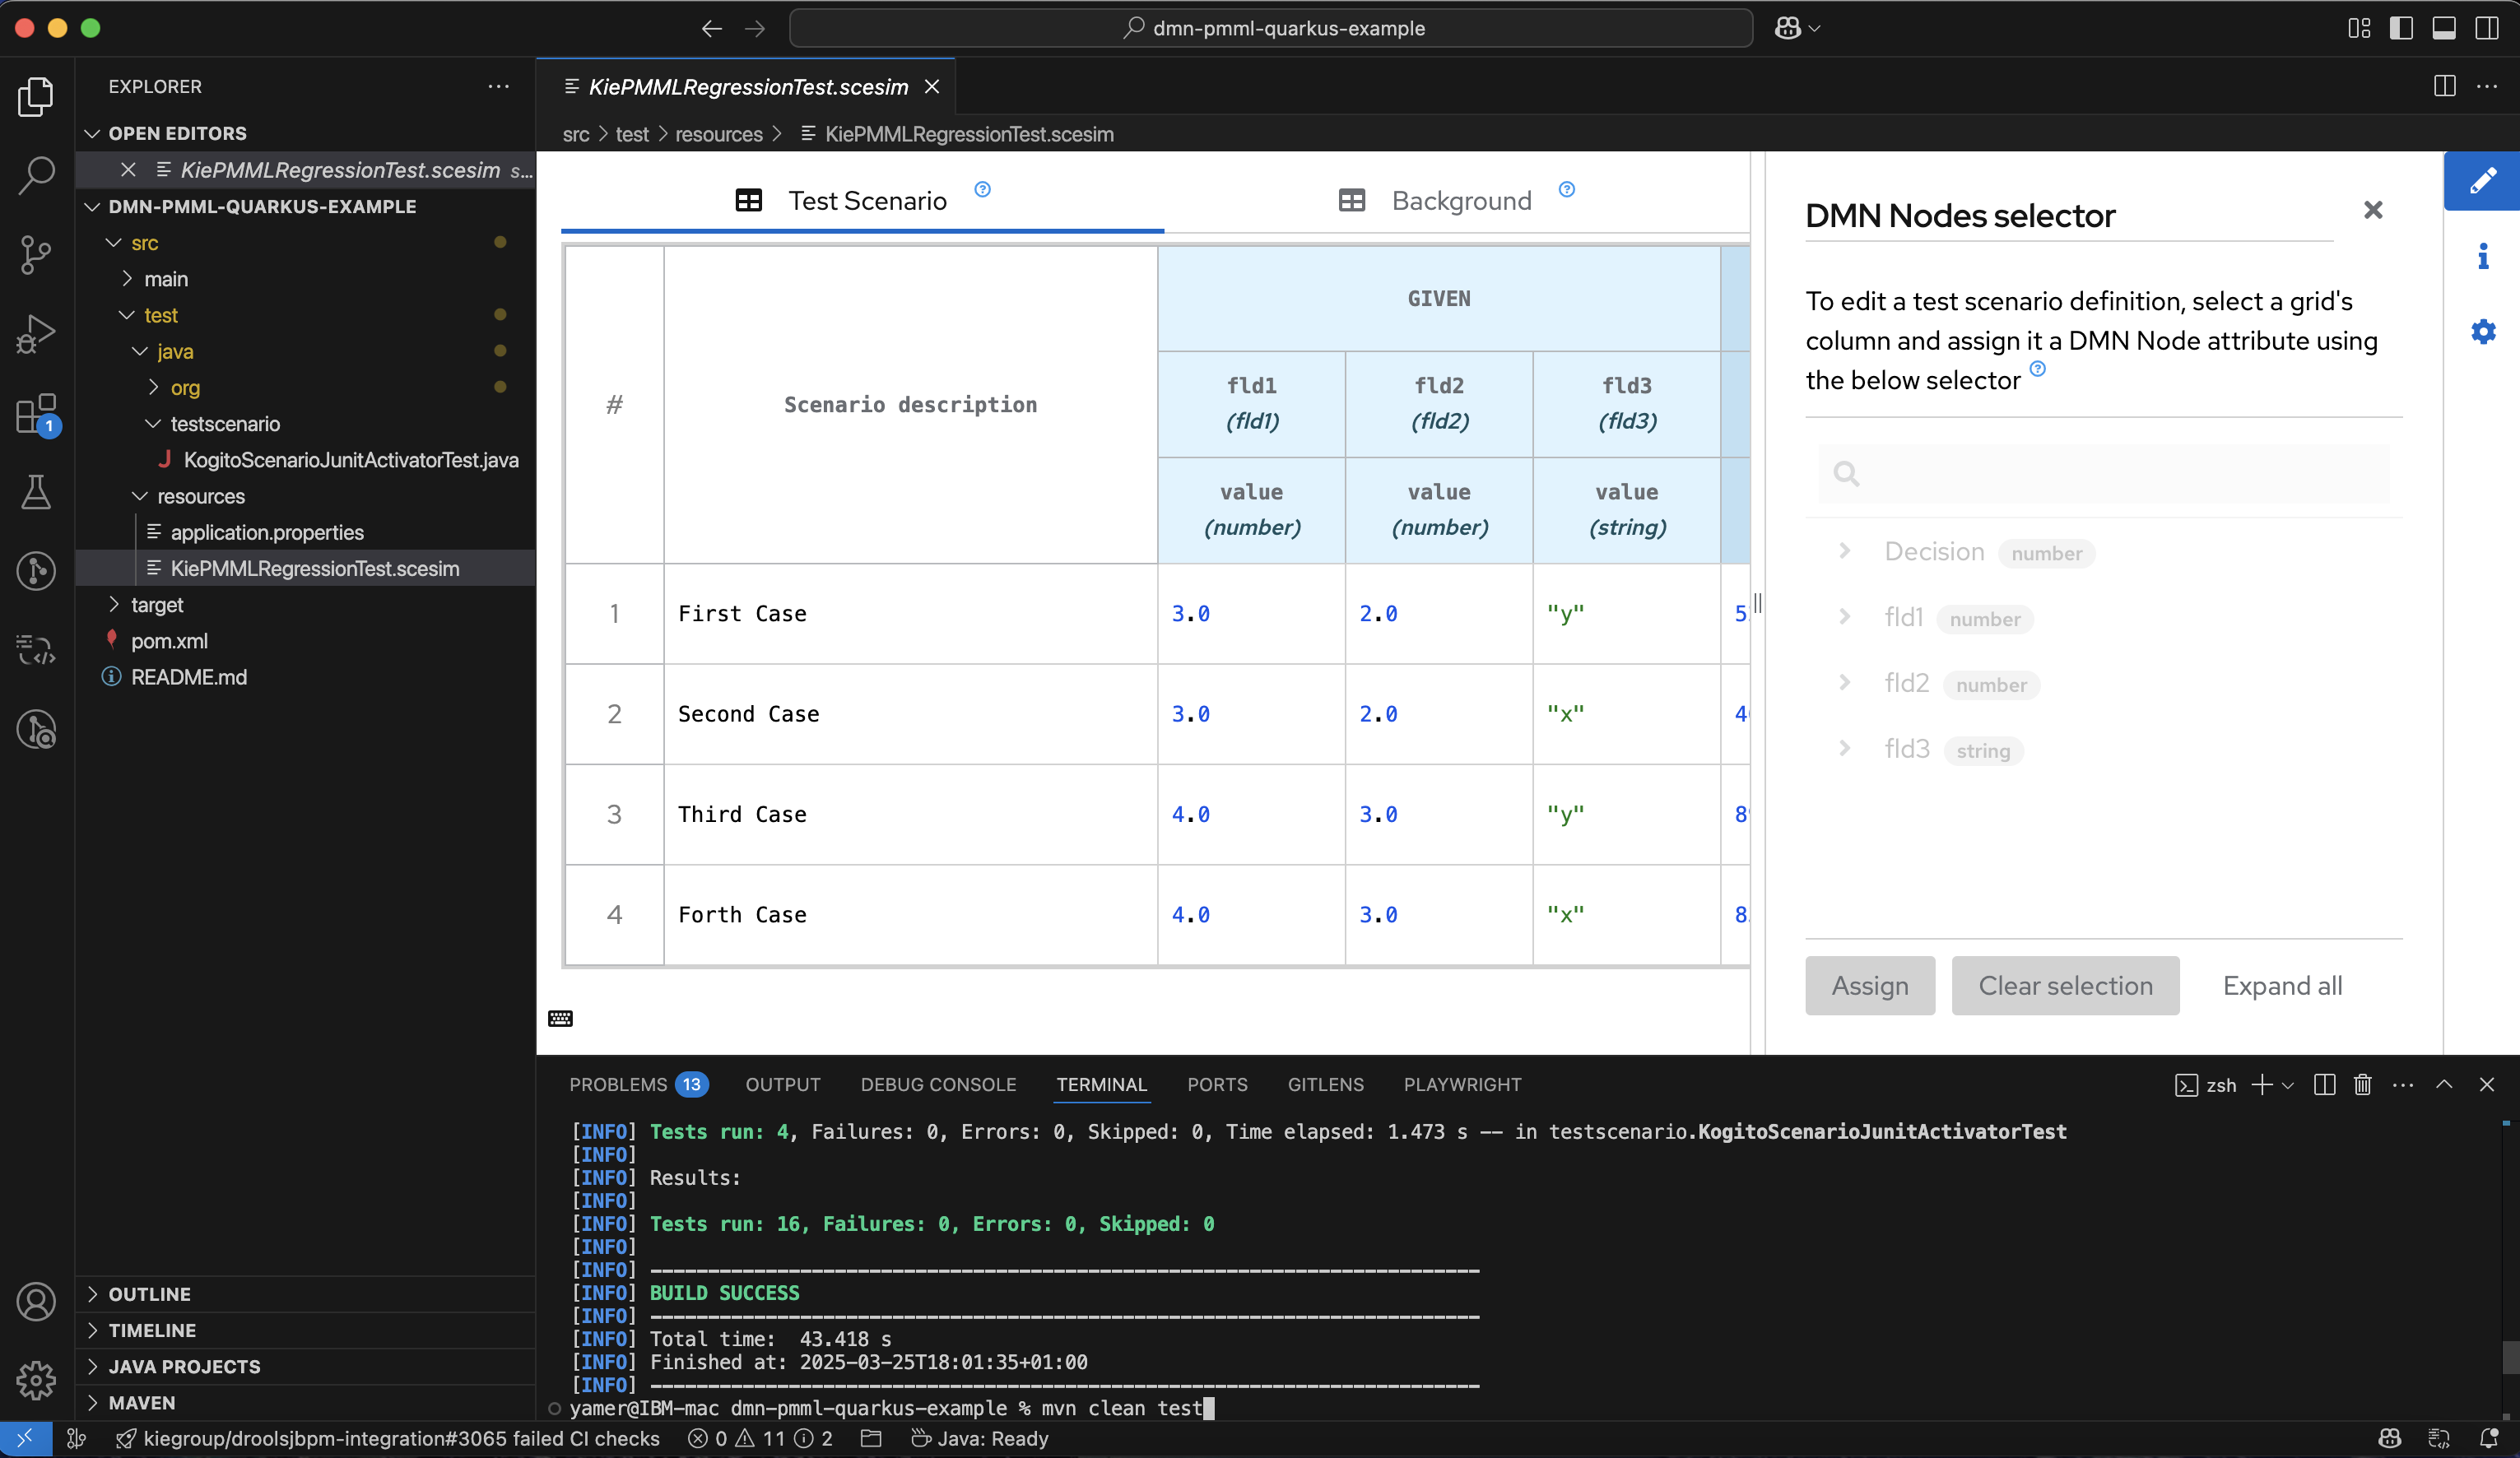 dmn-pmml-quarkus-example
EXPLORER
OPEN EDITORS
KiePMMLRegressionTest.scesim s...
DMN-PMML-QUARKUS-EXAMPLE
src
main
test
java
org
testscenario
KogitoScenarioJunitActivatorTest.java
resources
application.properties
KiePMMLRegressionTest.scesim
target
pom.xml
README.md
1
OUTLINE
TIMELINE
JAVA PROJECTS
MAVEN
KiePMMLRegressionTest.scesim
src > test > resources > KiePMMLRegressionTest.scesim
Test Scenario
Background
# Scenario description GIVEN
fld1 fld2 fld3
(fld1) (fld2) (fld3)
value value value
(number) (number) (string)
1 First Case 3.0 2.0 "y" 5
2 Second Case 3.0 2.0 "x" 4
3 Third Case 4.0 3.0 "y" 8
4 Forth Case 4.0 3.0 "x" 8
DMN Nodes selector
To edit a test scenario definition, select a grid's
column and assign it a DMN Node attribute using
the below selector
Decision number
fld1 number
fld2 number
fld3 string
Assign Clear selection Expand all
PROBLEMS 13 OUTPUT DEBUG CONSOLE TERMINAL PORTS GITLENS PLAYWRIGHT zsh
[INFO] Tests run: 4, Failures: 0, Errors: 0, Skipped: 0, Time elapsed: 1.473 s -- in testscenario.KogitoScenarioJunitActivatorTest
[INFO]
[INFO] Results:
[INFO]
[INFO] Tests run: 16, Failures: 0, Errors: 0, Skipped: 0
[INFO]
[INFO] ------------------------------------------------------------------------
[INFO] BUILD SUCCESS
[INFO] ------------------------------------------------------------------------
[INFO] Total time:  43.418 s
[INFO] Finished at: 2025-03-25T18:01:35+01:00
[INFO] ------------------------------------------------------------------------
yamer@IBM-mac dmn-pmml-quarkus-example % mvn clean test
kiegroup/droolsjbpm-integration#3065 failed CI checks 0 11 2 Java: Ready